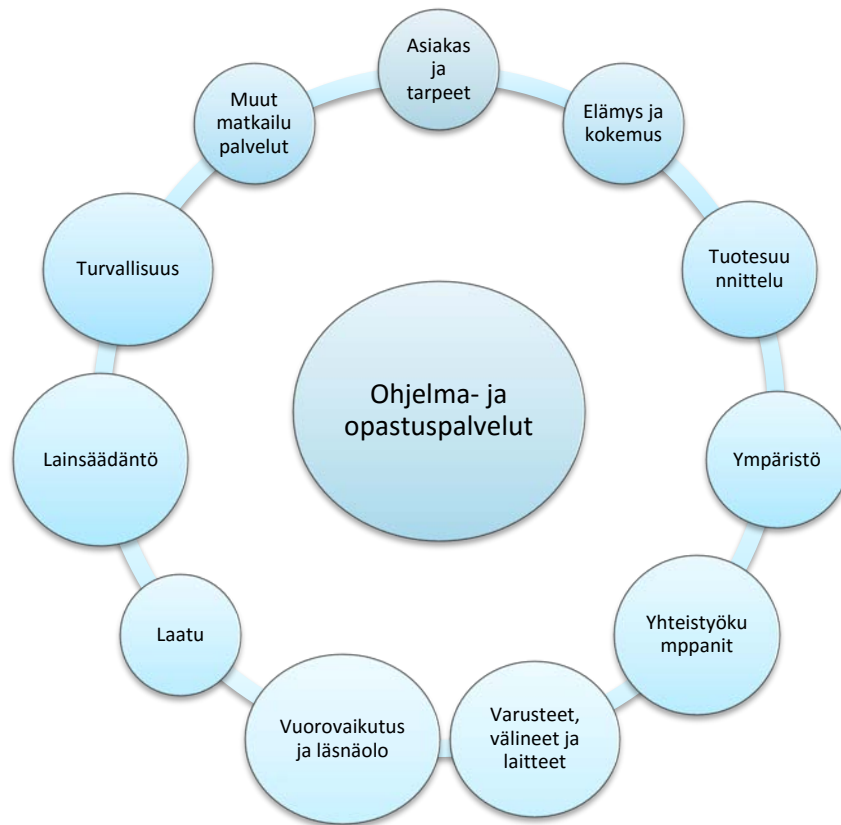 Asiakas
ja
tarpeet
Elämys ja
kokemus
Tuotesuu
nnittelu
Ympäristö
Yhteistyöku
mppanit
Varusteet,
välineet ja
laitteet
Vuorovaikutus
ja läsnäolo
Laatu
Lainsäädäntö
Turvallisuus
Muut
matkailu
palvelut
Ohjelma- ja
opastuspalvelut